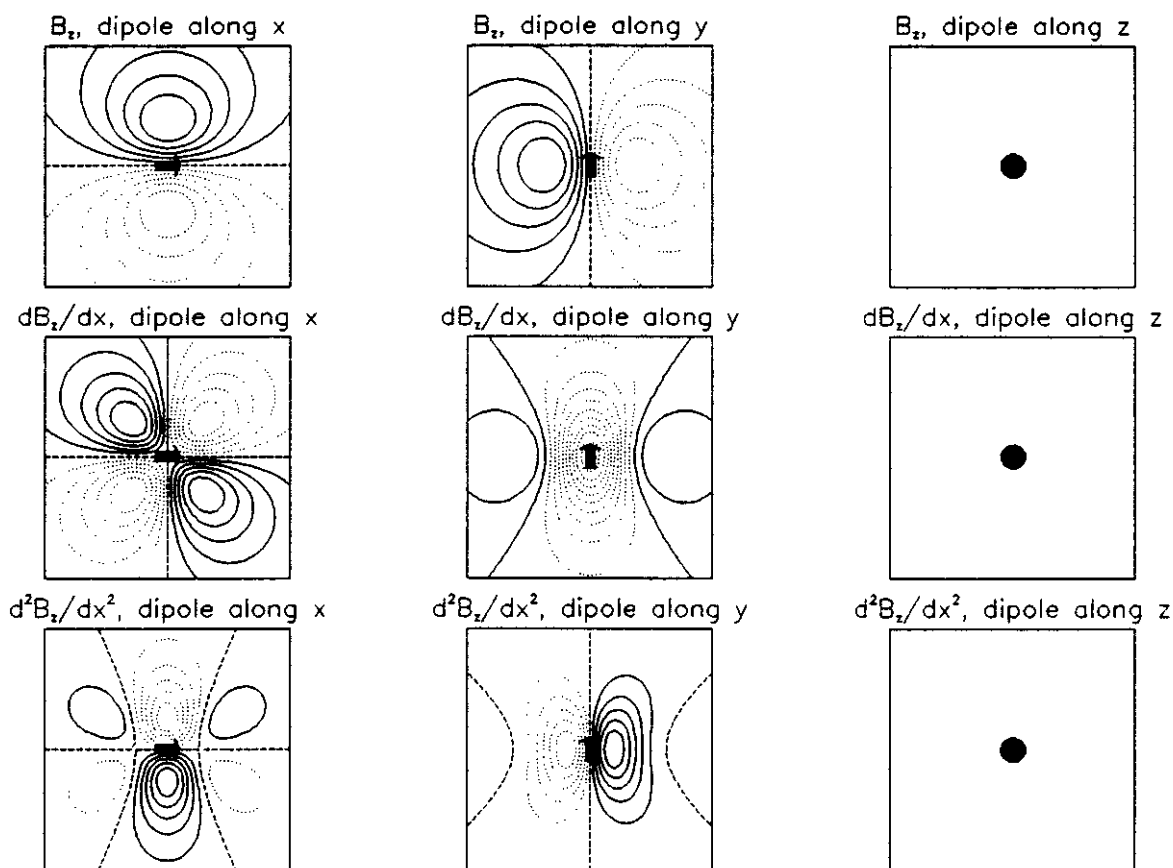 B_z, dipole along x
B_z, dipole along y
B_z, dipole along z
dB_z/dx, dipole along x
dB_z/dx, dipole along y
dB_z/dx, dipole along z
d²B_z/dx², dipole along x
d²B_z/dx², dipole along y
d²B_z/dx², dipole along z